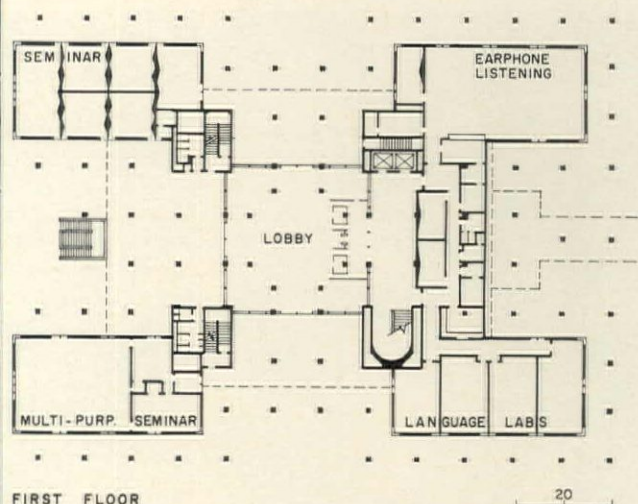 SEMINAR
EARPHONE
LISTENING
LOBBY
MULTI-PURP. SEMINAR
LANGUAGE LABS
FIRST FLOOR
20